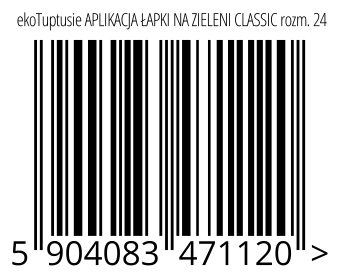 ekoTuptusie APLIKACJA ŁAPKI NA ZIELENI CLASSIC rozm. 24
5 904083 471120 >